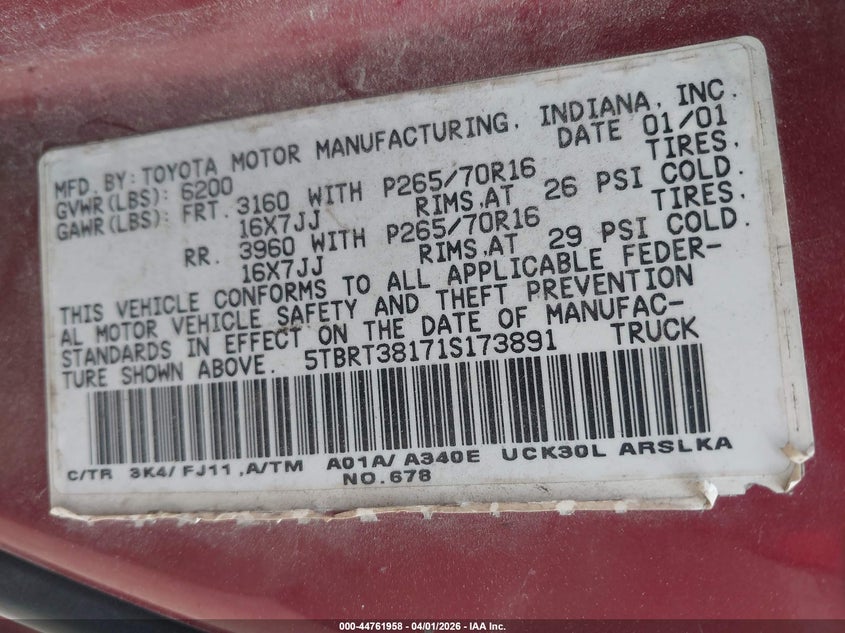 MFD. BY: TOYOTA MOTOR MANUFACTURING, INDIANA, INC.
GVWR(LBS): 6200 DATE 01/01
GAWR(LBS): FRT. 3160 WITH P265/70R16 TIRES.
16X7JJ RIMS,AT 26 PSI COLD.
RR. 3960 WITH P265/70R16 TIRES.
16X7JJ RIMS,AT 29 PSI COLD.
THIS VEHICLE CONFORMS TO ALL APPLICABLE FEDER-
AL MOTOR VEHICLE SAFETY AND THEFT PREVENTION
STANDARDS IN EFFECT ON THE DATE OF MANUFAC-
TURE SHOWN ABOVE. 5TBRT38171S173891 TRUCK
C/TR 3K4/ FJ11 ,A/TM A01A/ A340E UCK30L ARSLKA
NO.678
000-44761958 - 04/01/2026 - IAA Inc.